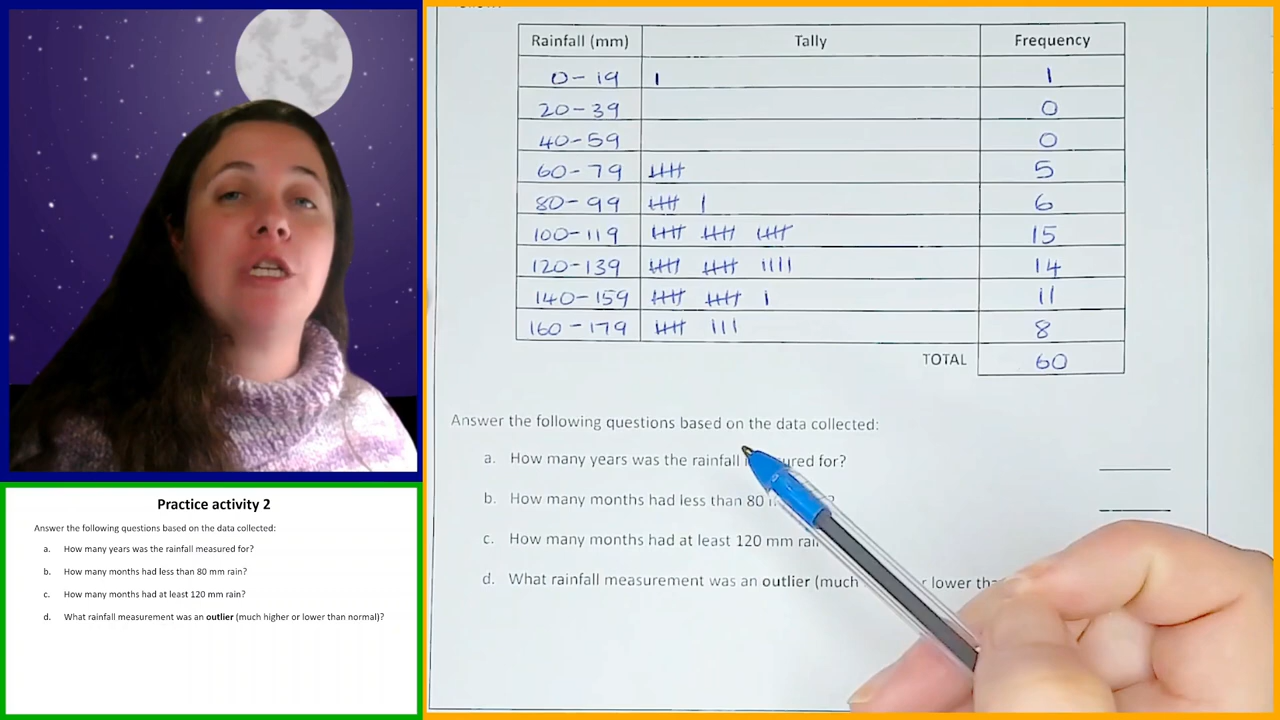 Rainfall (mm) Tally Frequency
0-19 I 1
20-39 0
40-59 0
60-79 5
80-99 6
100-119 15
120-139 14
140-159 11
160-179 8
TOTAL 60
Answer the following questions based on the data collected:
a. How many years was the rainfall for?
b. How many months had less than 80
c. How many months had at least 120 mm
d. What rainfall measurement was an outlier (much lower
Practice activity 2
Answer the following questions based on the data collected:
a. How many years was the rainfall measured for?
b. How many months had less than 80 mm rain?
c. How many months had at least 120 mm rain?
d. What rainfall measurement was an outlier (much higher or lower than normal)?